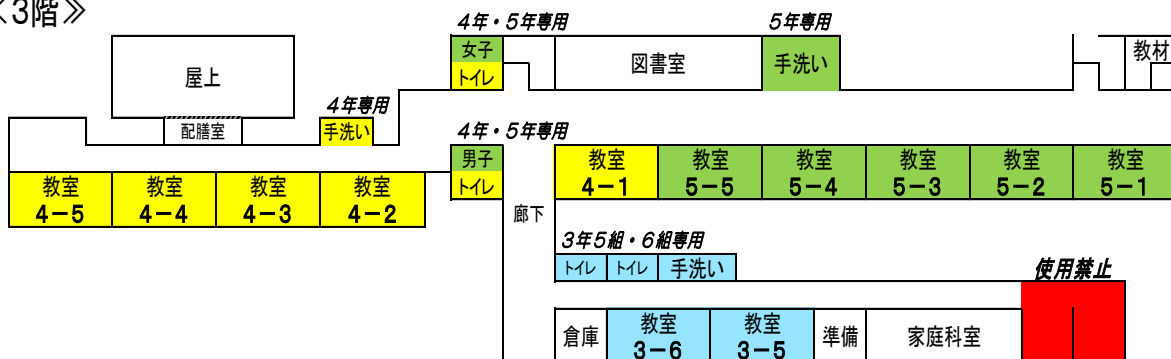 ≪3階≫
4年・5年専用
5年専用
女子
トイレ
図書室
手洗い
教材
屋上
4年専用
配膳室
手洗い
4年・5年専用
男子
トイレ
教室
4－1
教室
5－5
教室
5－4
教室
5－3
教室
5－2
教室
5－1
教室
4－5
教室
4－4
教室
4－3
教室
4－2
廊下
3年5組・6組専用
トイレ
トイレ
手洗い
使用禁止
倉庫
教室
3－6
教室
3－5
準備
家庭科室